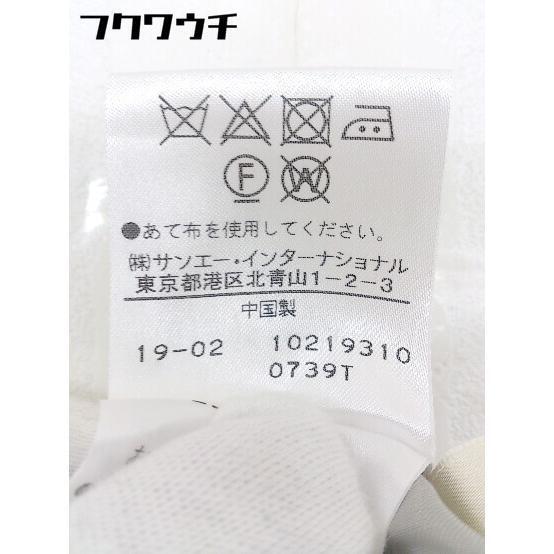 フクワウチ
F W
●あて布を使用してください。
㈱サンエー・インターナショナル
東京都港区北青山1-2-3
中国製
19-02 10219310
0739T